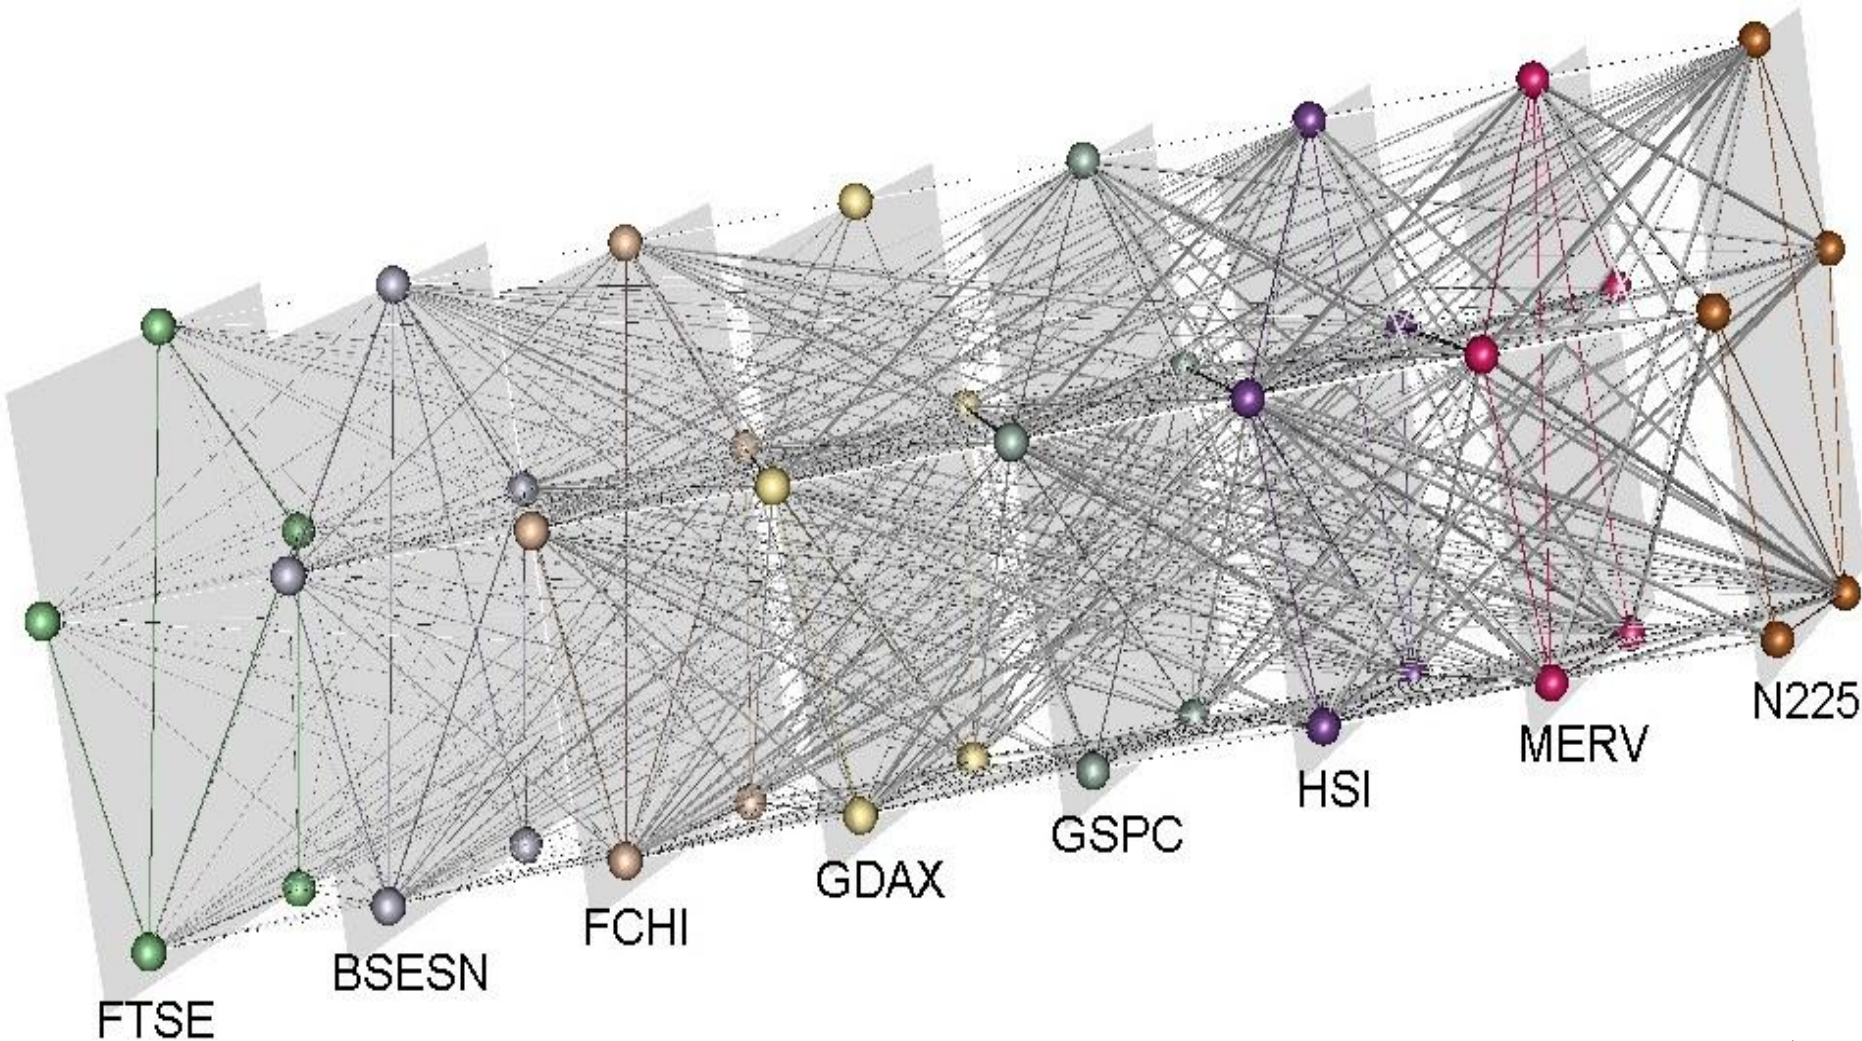 FTSE
BSESN
FCHI
GDAX
GSPC
HSI
MERV
N225